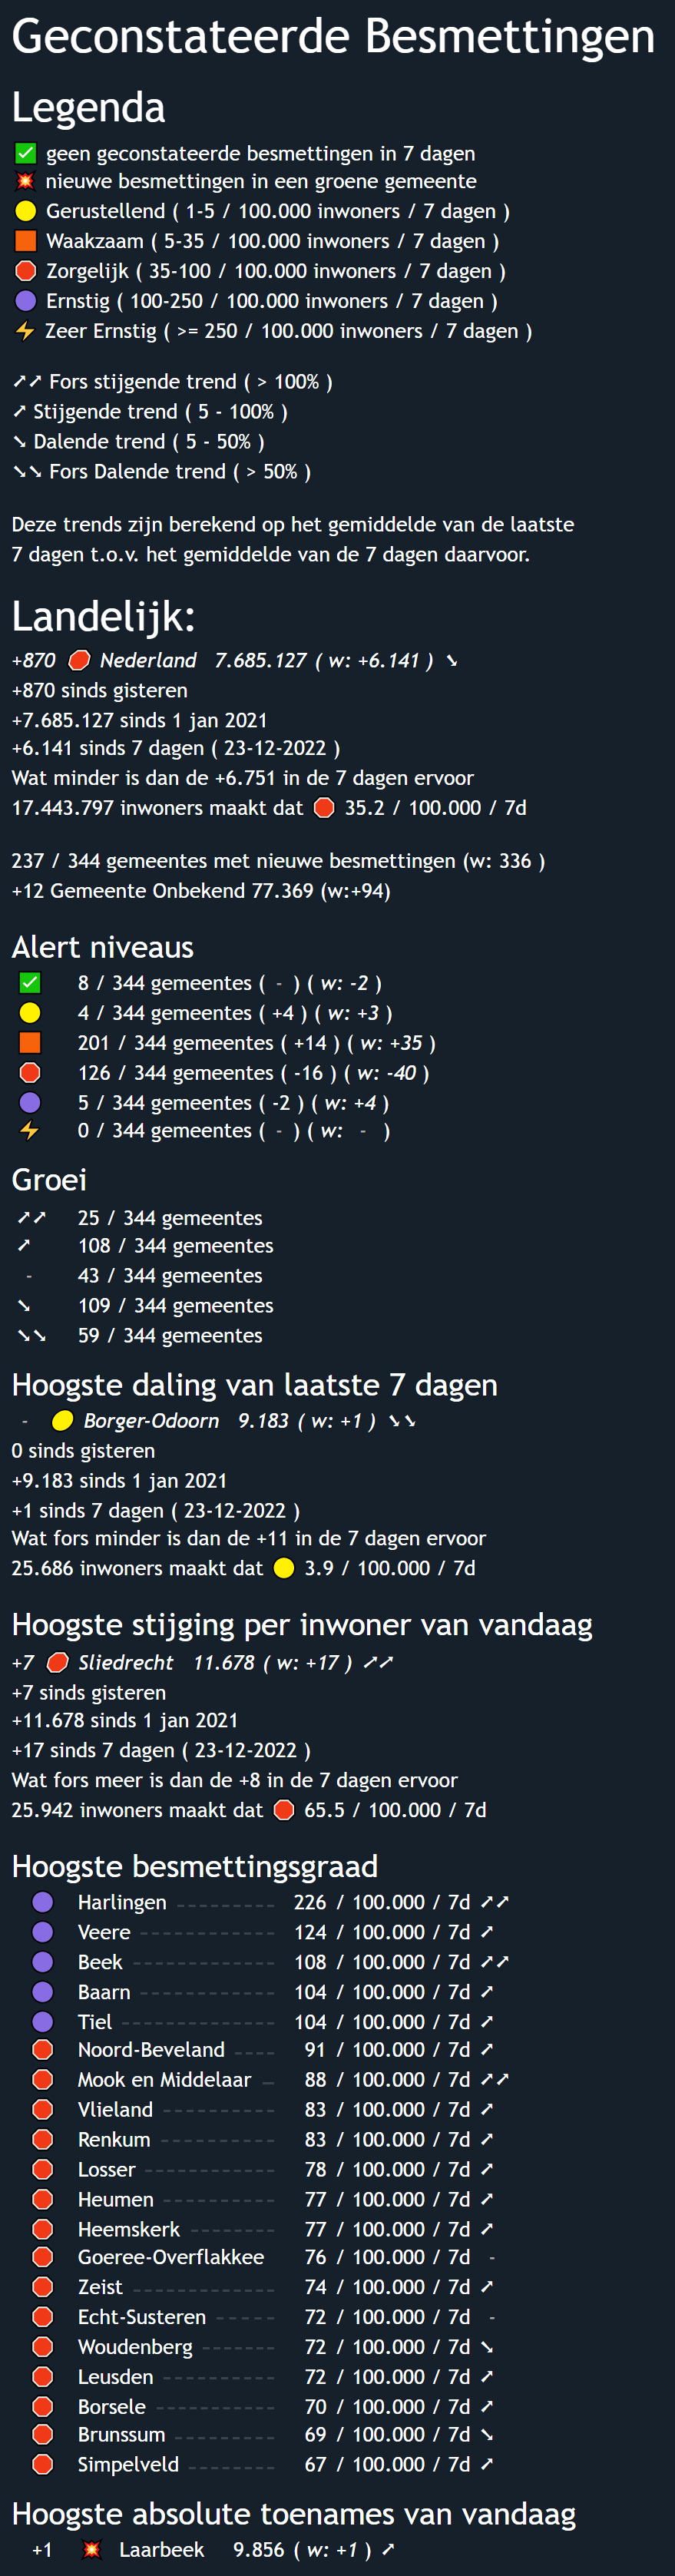 Geconstateerde Besmettingen
Legenda
✅ geen geconstateerde besmettingen in 7 dagen
💥 nieuwe besmettingen in een groene gemeente
🟡 Gerustellend ( 1-5 / 100.000 inwoners / 7 dagen )
🟧 Waakzaam ( 5-35 / 100.000 inwoners / 7 dagen )
🛑 Zorgelijk ( 35-100 / 100.000 inwoners / 7 dagen )
🟣 Ernstig ( 100-250 / 100.000 inwoners / 7 dagen )
⚡ Zeer Ernstig ( >= 250 / 100.000 inwoners / 7 dagen )
➚➚ Fors stijgende trend ( > 100% )
➚ Stijgende trend ( 5 - 100% )
➘ Dalende trend ( 5 - 50% )
➘➘ Fors Dalende trend ( > 50% )
Deze trends zijn berekend op het gemiddelde van de laatste
7 dagen t.o.v. het gemiddelde van de 7 dagen daarvoor.
Landelijk:
+870 🛑 Nederland 7.685.127 ( w: +6.141 ) ➘
+870 sinds gisteren
+7.685.127 sinds 1 jan 2021
+6.141 sinds 7 dagen ( 23-12-2022 )
Wat minder is dan de +6.751 in de 7 dagen ervoor
17.443.797 inwoners maakt dat 🛑 35.2 / 100.000 / 7d
237 / 344 gemeentes met nieuwe besmettingen (w: 336 )
+12 Gemeente Onbekend 77.369 (w:+94)
Alert niveaus
✅ 8 / 344 gemeentes ( - ) ( w: -2 )
🟡 4 / 344 gemeentes ( +4 ) ( w: +3 )
🟧 201 / 344 gemeentes ( +14 ) ( w: +35 )
🛑 126 / 344 gemeentes ( -16 ) ( w: -40 )
🟣 5 / 344 gemeentes ( -2 ) ( w: +4 )
⚡ 0 / 344 gemeentes ( - ) ( w: - )
Groei
➚➚ 25 / 344 gemeentes
➚ 108 / 344 gemeentes
- 43 / 344 gemeentes
➘ 109 / 344 gemeentes
➘➘ 59 / 344 gemeentes
Hoogste daling van laatste 7 dagen
- 🟡 Borger-Odoorn 9.183 ( w: +1 ) ➘➘
0 sinds gisteren
+9.183 sinds 1 jan 2021
+1 sinds 7 dagen ( 23-12-2022 )
Wat fors minder is dan de +11 in de 7 dagen ervoor
25.686 inwoners maakt dat 🟡 3.9 / 100.000 / 7d
Hoogste stijging per inwoner van vandaag
+7 🛑 Sliedrecht 11.678 ( w: +17 ) ➚➚
+7 sinds gisteren
+11.678 sinds 1 jan 2021
+17 sinds 7 dagen ( 23-12-2022 )
Wat fors meer is dan de +8 in de 7 dagen ervoor
25.942 inwoners maakt dat 🛑 65.5 / 100.000 / 7d
Hoogste besmettingsgraad
🟣 Harlingen ---------- 226 / 100.000 / 7d ➚➚
🟣 Veere -------------- 124 / 100.000 / 7d ➚
🟣 Beek --------------- 108 / 100.000 / 7d ➚➚
🟣 Baarn -------------- 104 / 100.000 / 7d ➚
🟣 Tiel ---------------- 104 / 100.000 / 7d ➚
🛑 Noord-Beveland ---- 91 / 100.000 / 7d ➚
🛑 Mook en Middelaar - 88 / 100.000 / 7d ➚➚
🛑 Vlieland ------------ 83 / 100.000 / 7d ➚
🛑 Renkum ------------ 83 / 100.000 / 7d ➚
🛑 Losser -------------- 78 / 100.000 / 7d ➚
🛑 Heumen ------------ 77 / 100.000 / 7d ➚
🛑 Heemskerk --------- 77 / 100.000 / 7d ➚
🛑 Goeree-Overflakkee 76 / 100.000 / 7d -
🛑 Zeist --------------- 74 / 100.000 / 7d ➚
🛑 Echt-Susteren ------ 72 / 100.000 / 7d -
🛑 Woudenberg -------- 72 / 100.000 / 7d ➘
🛑 Leusden ------------ 72 / 100.000 / 7d ➚
🛑 Borsele ------------- 70 / 100.000 / 7d ➚
🛑 Brunssum ----------- 69 / 100.000 / 7d ➘
🛑 Simpelveld --------- 67 / 100.000 / 7d ➚
Hoogste absolute toenames van vandaag
+1 💥 Laarbeek 9.856 ( w: +1 ) ➚